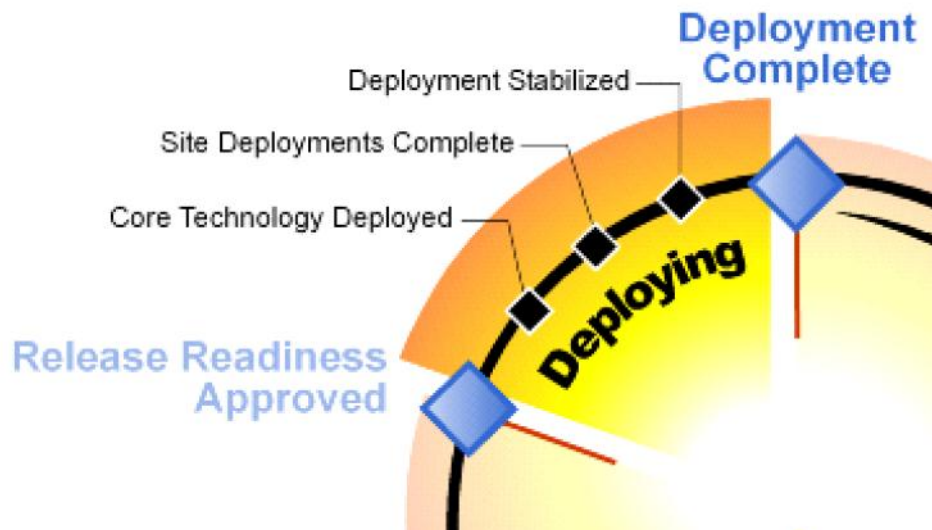 Deployment
Complete
Deployment Stabilized
Site Deployments Complete
Core Technology Deployed
Deploying
Release Readiness
Approved